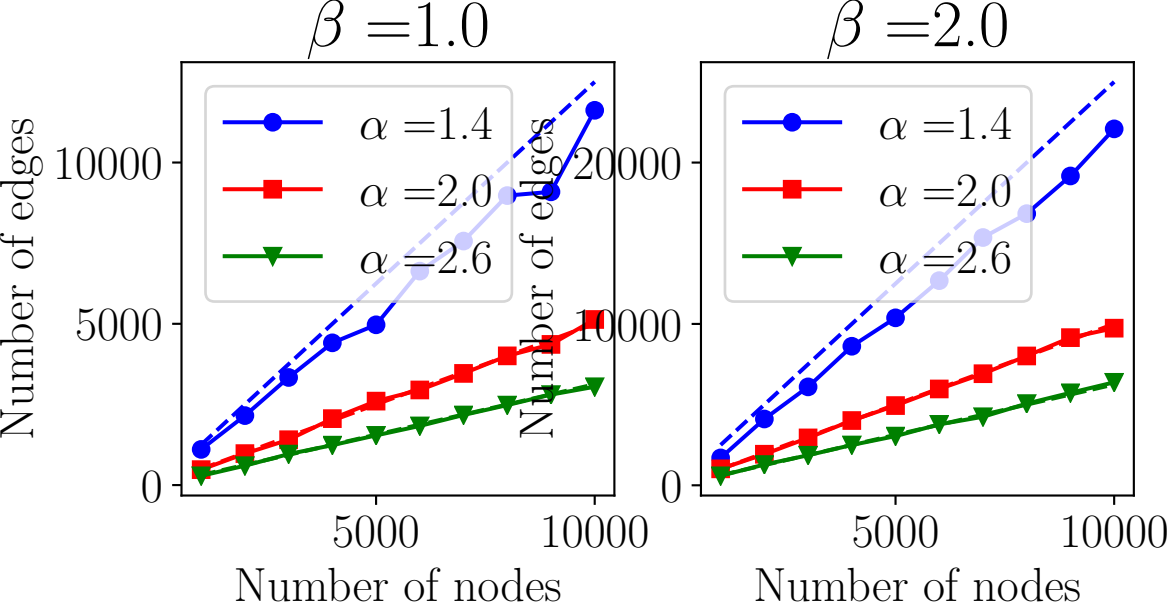 β =1.0
Number of edges
10000
5000
0
α =1.4
α =2.0
α =2.6
5000
10000
Number of nodes
β =2.0
Number of edges
20000
10000
0
α =1.4
α =2.0
α =2.6
5000
10000
Number of nodes